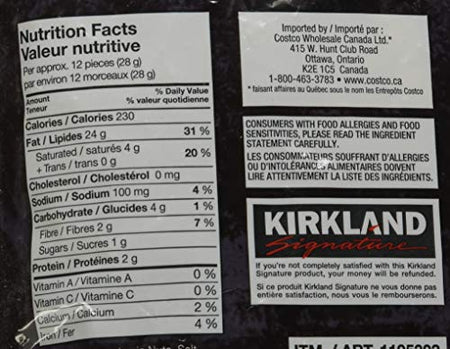 Nutrition Facts
Valeur nutritive
Per approx. 12 pieces (28 g)
par environ 12 morceaux (28 g)
Amount % Daily Value
Teneur % valeur quotidienne
Calories / Calories 230
Fat / Lipides 24 g 31 %
Saturated / saturés 4 g
+ Trans / trans 0 g 20 %
Cholesterol / Cholestérol 0 mg
Sodium / Sodium 100 mg 4 %
Carbohydrate / Glucides 4 g 1 %
Fibre / Fibres 2 g 7 %
Sugars / Sucres 1 g
Protein / Protéines 2 g
Vitamin A / Vitamine A 0 %
Vitamin C / Vitamine C 0 %
Calcium / Calcium 2 %
Iron / Fer 4 %
Imported by / Importé par :
Costco Wholesale Canada Ltd.*
415 W. Hunt Club Road
Ottawa, Ontario
K2E 1C5 Canada
1-800-463-3783 • www.costco.ca
* faisant affaires au Québec sous le nom les Entrepôts Costco
CONSUMERS WITH FOOD ALLERGIES AND FOOD
SENSITIVITIES, PLEASE READ THE INGREDIENT
STATEMENT CAREFULLY.
LES CONSOMMATEURS SOUFFRANT D'ALLERGIES
OU D'INTOLÉRANCES ALIMENTAIRES DOIVENT
LIRE ATTENTIVEMENT LA LISTE DES INGRÉDIENTS.
KIRKLAND
Signature
If you're not completely satisfied with this Kirkland
Signature product, your money will be refunded.
Si ce produit Kirkland Signature ne vous donne pas
entière satisfaction, nous vous le rembourserons.